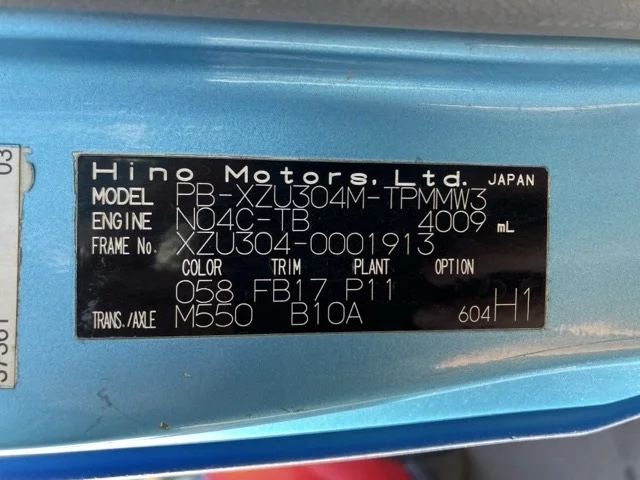 Hino Motors, Ltd. JAPAN
MODEL PB-XZU304M-TPMMW3
ENGINE N04C-TB 4009 mL
FRAME No. XZU304-0001913
COLOR TRIM PLANT OPTION
058 FB17 P11
TRANS./AXLE M550 B10A 604H1
03